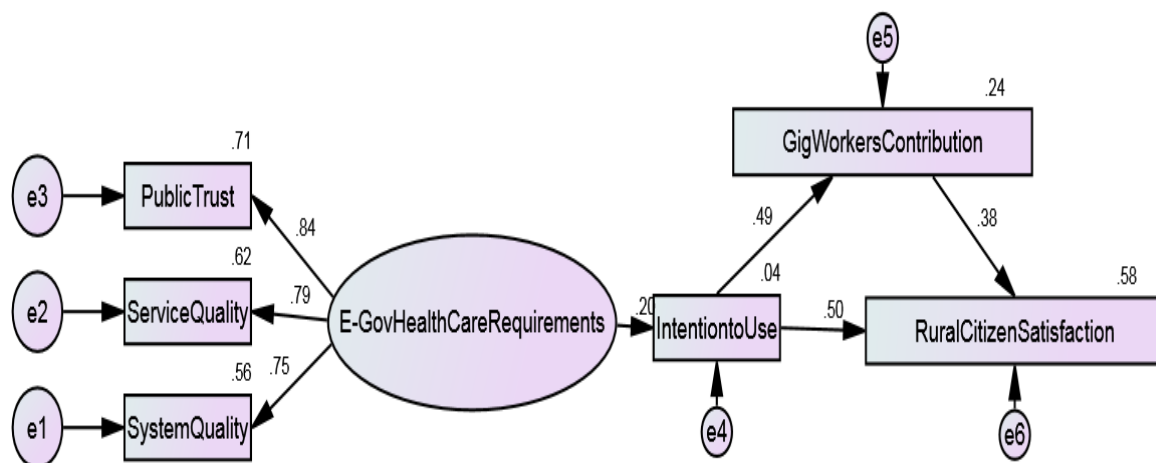 e5
.24
GigWorkersContribution
.71
e3
PublicTrust
.84
.49
.38
.62
.04
.58
e2
ServiceQuality
.79
E-GovHealthCareRequirements
.20
IntentiontoUse
.50
RuralCitizenSatisfaction
.56
.75
e1
SystemQuality
e4
e6